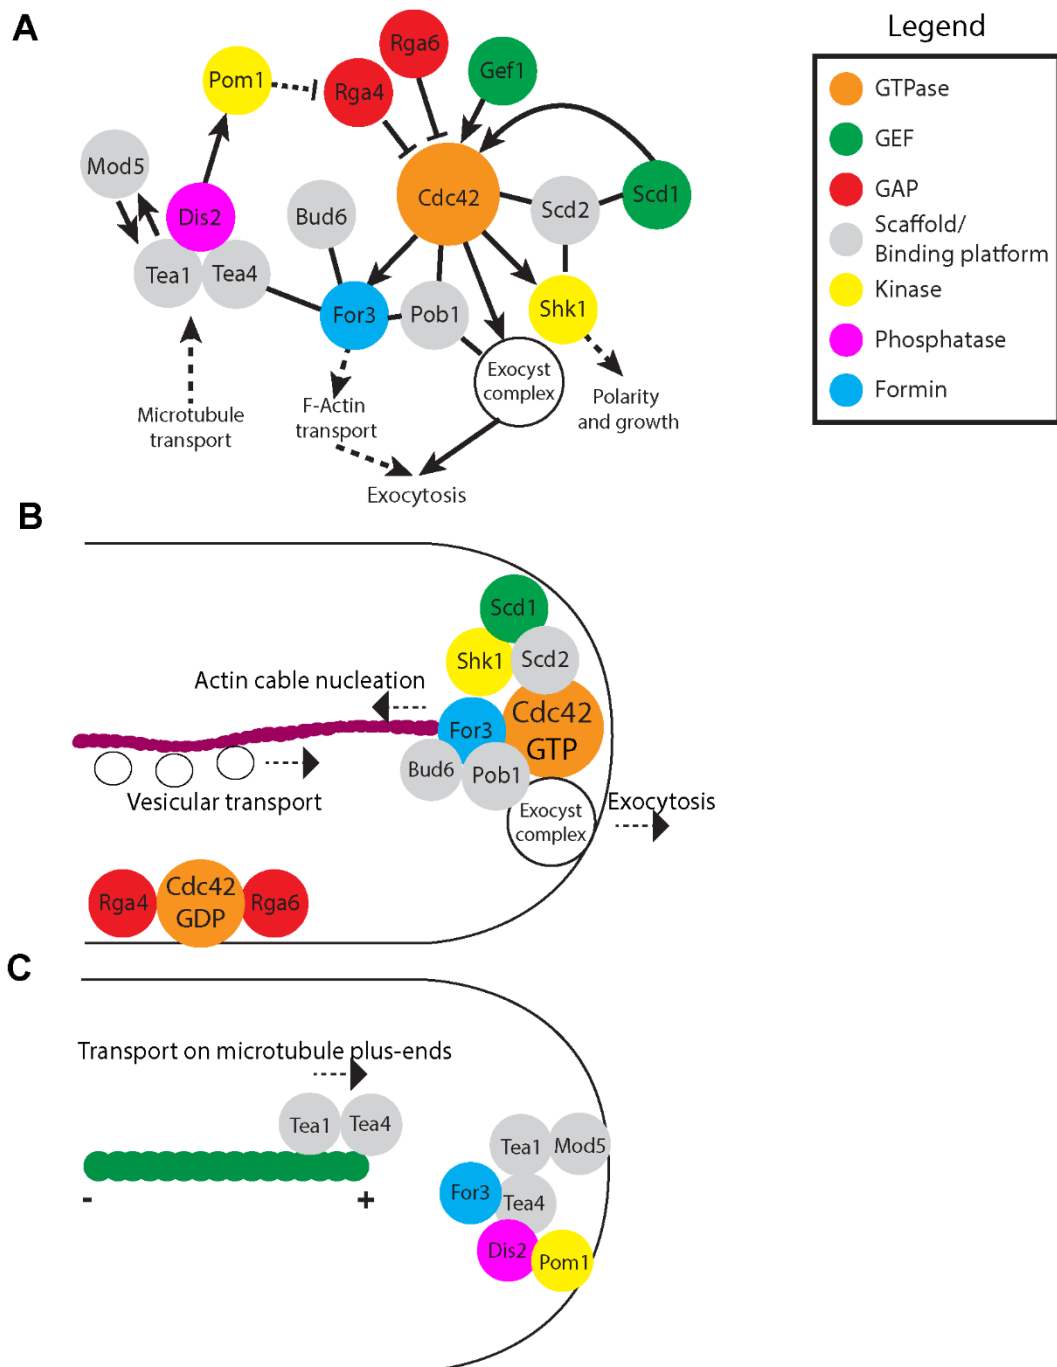 A
Legend
GTPase
GEF
GAP
Scaffold/
Binding platform
Kinase
Phosphatase
Formin
Rga6
Gef1
Pom1
Rga4
Mod5
Cdc42
Scd1
Scd2
Dis2
Bud6
Tea1
Tea4
For3
Pob1
Shk1
Exocyst
complex
Microtubule
transport
F-Actin
transport
Polarity
and growth
Exocytosis
B
Scd1
Shk1
Scd2
Actin cable nucleation
For3
Cdc42
GTP
Bud6
Pob1
Vesicular transport
Exocyst
complex
Exocytosis
Rga4
Cdc42
GDP
Rga6
C
Transport on microtubule plus-ends
Tea1
Tea4
- +
Tea1
Mod5
For3
Tea4
Dis2
Pom1